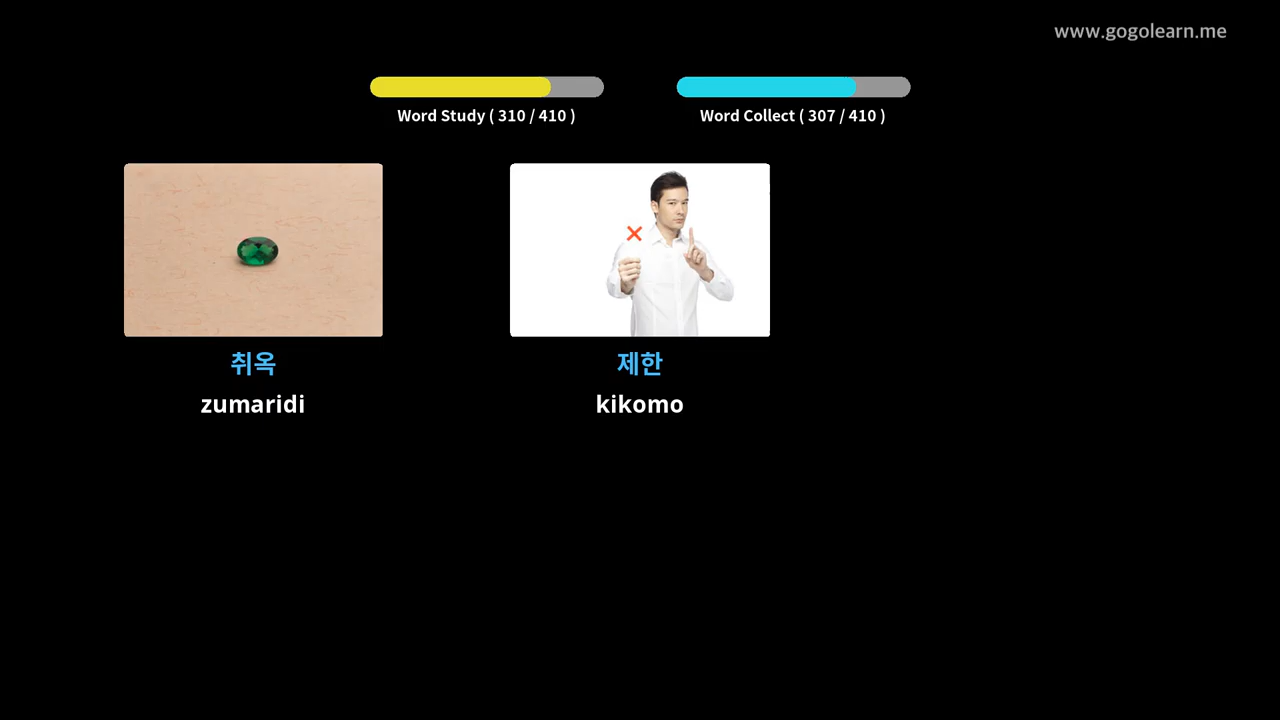 www.gogolearn.me
Word Study ( 310 / 410 )
Word Collect ( 307 / 410 )
취옥
zumaridi
제한
kikomo